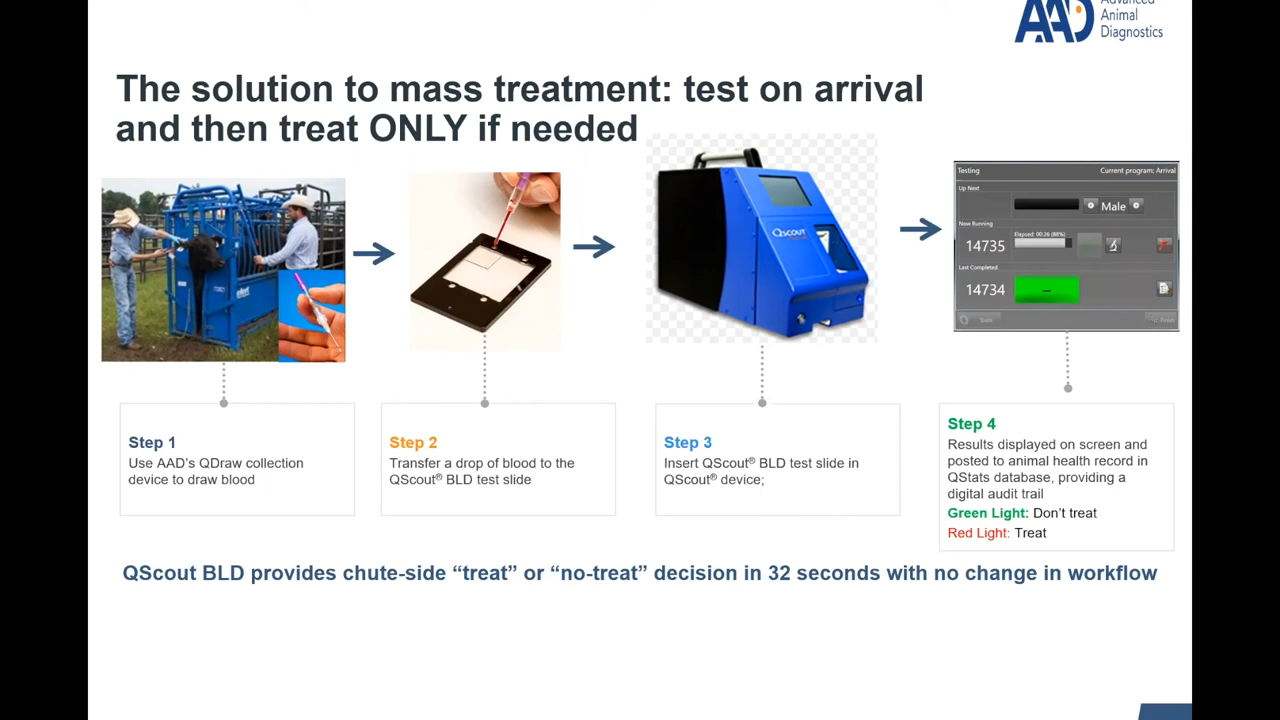 Advanced
AAD
Animal
Diagnostics
The solution to mass treatment: test on arrival
and then treat ONLY if needed
QScout
Testing
Current program: Arrival
Up Next
Male
Now Running
Elapsed: 00:26 (88%)
14735
Last Completed
14734
Finish
Step 1
Use AAD's QDraw collection
device to draw blood
Step 2
Transfer a drop of blood to the
QScout® BLD test slide
Step 3
Insert QScout® BLD test slide in
QScout® device;
Step 4
Results displayed on screen and
posted to animal health record in
QStats database, providing a
digital audit trail
Green Light: Don't treat
Red Light: Treat
QScout BLD provides chute-side “treat” or “no-treat” decision in 32 seconds with no change in workflow